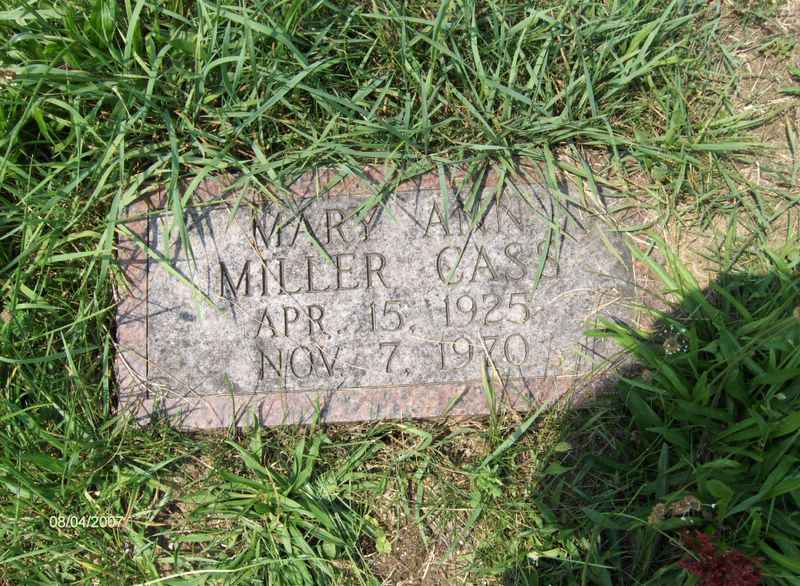 MARY ANN
MILLER CASS
APR. 15, 1925
NOV. 7, 1970
08/04/2007